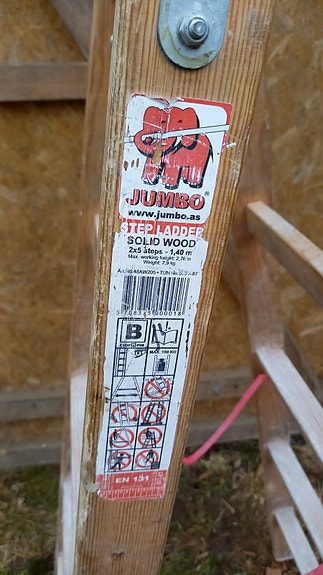 JUMBO®
www.jumbo.as
STEP LADDER
SOLID WOOD
2x5 steps - 1,40 m
Max. working height: 2,76 m
Weight: 7,9 kg
B
MAX. 150 KG
EN 131